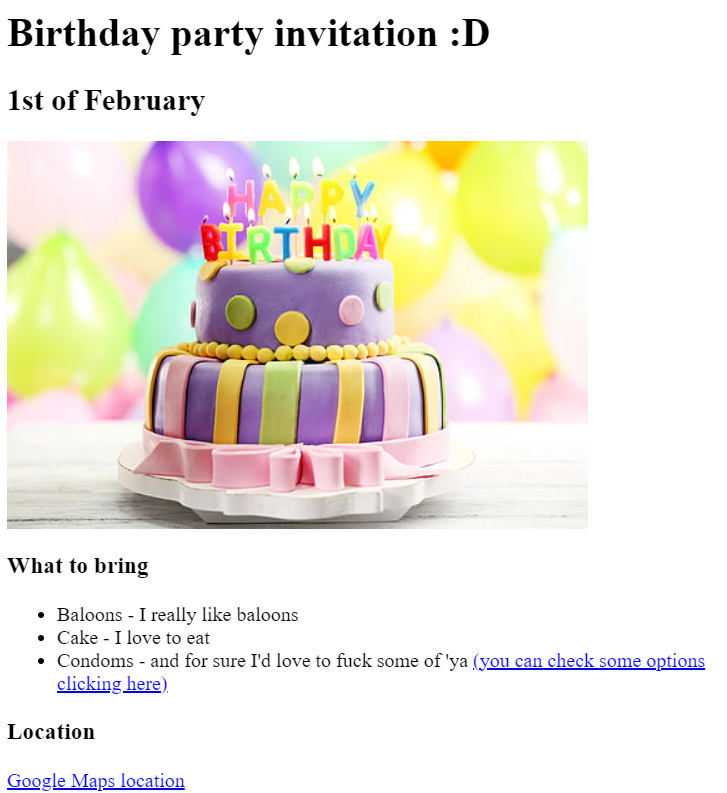 Birthday party invitation :D
1st of February
HAPPY
BIRTHDAY
What to bring
Baloons - I really like baloons
Cake - I love to eat
Condoms - and for sure I'd love to fuck some of 'ya (you can check some options
clicking here)
Location
Google Maps location